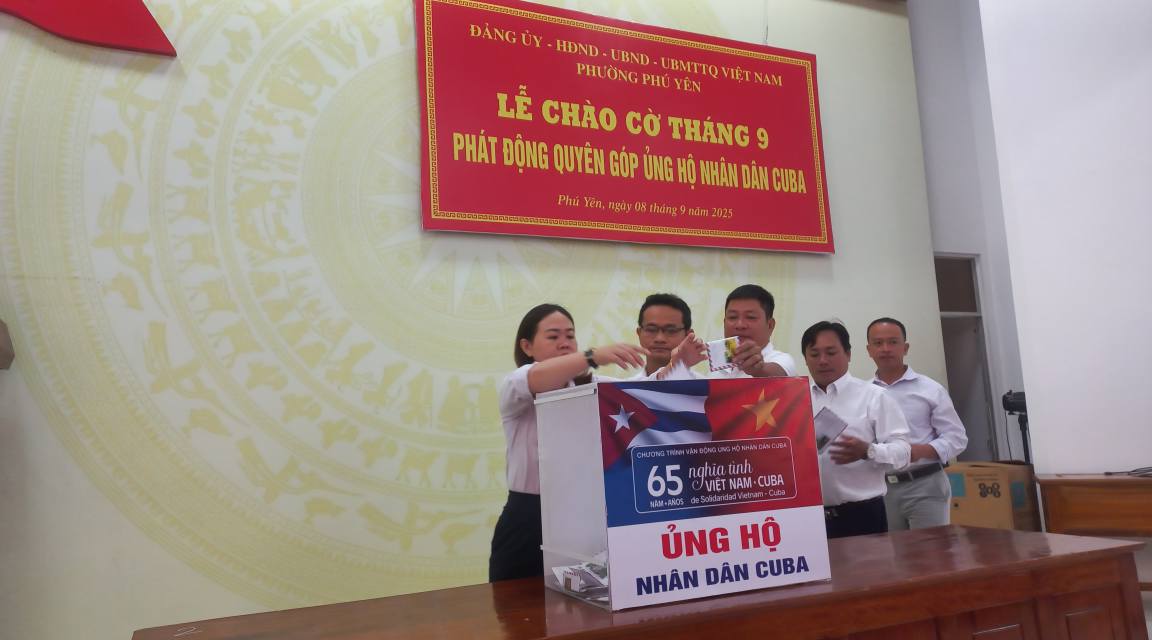 ĐẢNG ỦY - HĐND - UBND - UBMTTQ VIỆT NAM
PHƯỜNG PHÚ YÊN
LỄ CHÀO CỜ THÁNG 9
PHÁT ĐỘNG QUYÊN GÓP ỦNG HỘ NHÂN DÂN CUBA
Phú Yên, ngày 08 tháng 9 năm 2025
CHƯƠNG TRÌNH VẬN ĐỘNG ỦNG HỘ NHÂN DÂN CUBA
65 nghĩa tình
VIỆT NAM - CUBA
NĂM - AÑOS de Solidaridad Vietnam - Cuba
ỦNG HỘ
NHÂN DÂN CUBA